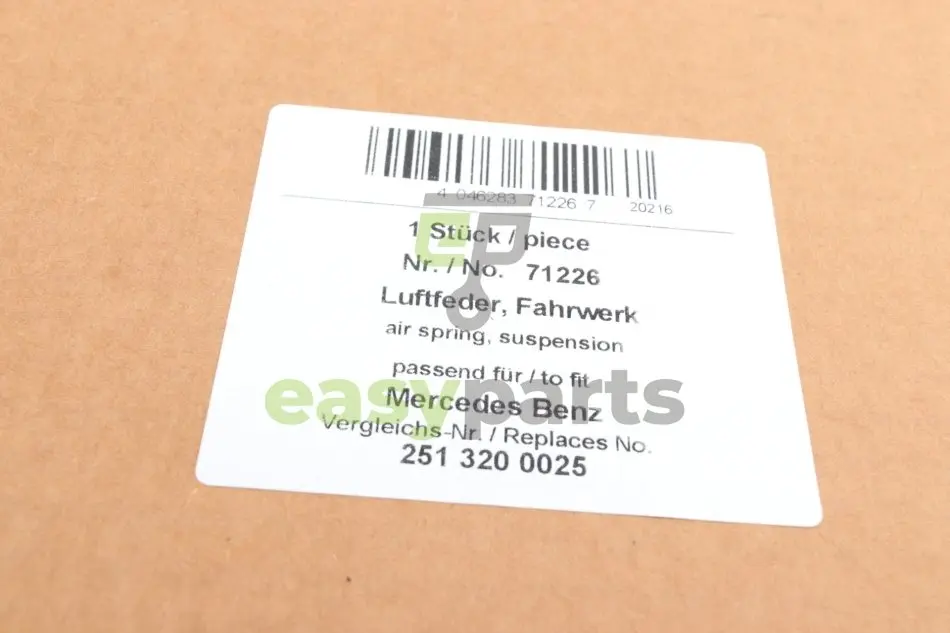 4 046283 71226 7 20216
1 Stück / piece
Nr. / No. 71226
Luftfeder, Fahrwerk
air spring, suspension
passend für / to fit
easyparts
Mercedes Benz
Vergleichs-Nr. / Replaces No.
251 320 0025